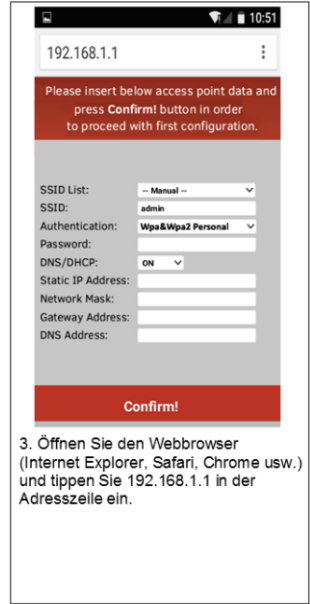 10:51
192.168.1.1
Please insert below access point data and
press Confirm! button in order
to proceed with first configuration.
SSID List: -- Manual --
SSID: admin
Authentication: Wpa&Wpa2 Personal
Password:
DNS/DHCP: ON
Static IP Address:
Network Mask:
Gateway Address:
DNS Address:
Confirm!
3. Öffnen Sie den Webbrowser
(Internet Explorer, Safari, Chrome usw.)
und tippen Sie 192.168.1.1 in der
Adresszeile ein.